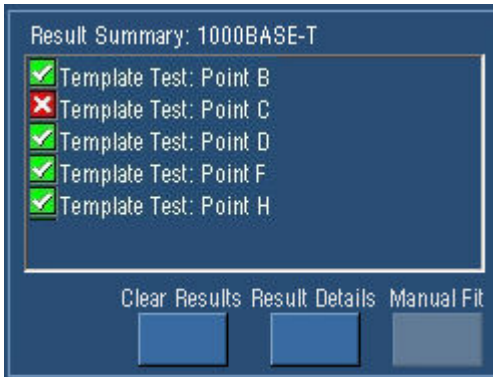 Result Summary: 1000BASE-T
Template Test: Point B
Template Test: Point C
Template Test: Point D
Template Test: Point F
Template Test: Point H
Clear Results Result Details Manual Fit